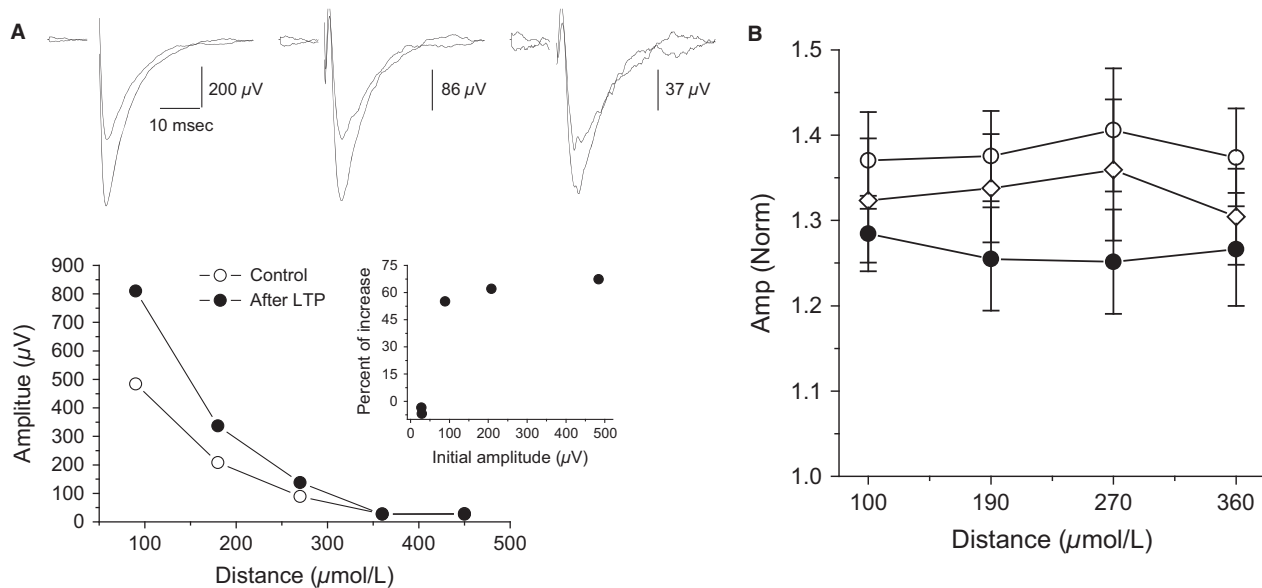 A
200 µV
10 msec
86 µV
37 µV
900
800
700
600
500
400
300
200
100
0
Amplitue (µV)
100
200
300
400
500
Distance (µmol/L)
Control
After LTP
75
60
45
30
15
0
Percent of increase
0
100
200
300
400
500
Initial amplitude (µV)
B
1.5
1.4
1.3
1.2
1.1
1.0
Amp (Norm)
100
190
270
360
Distance (µmol/L)